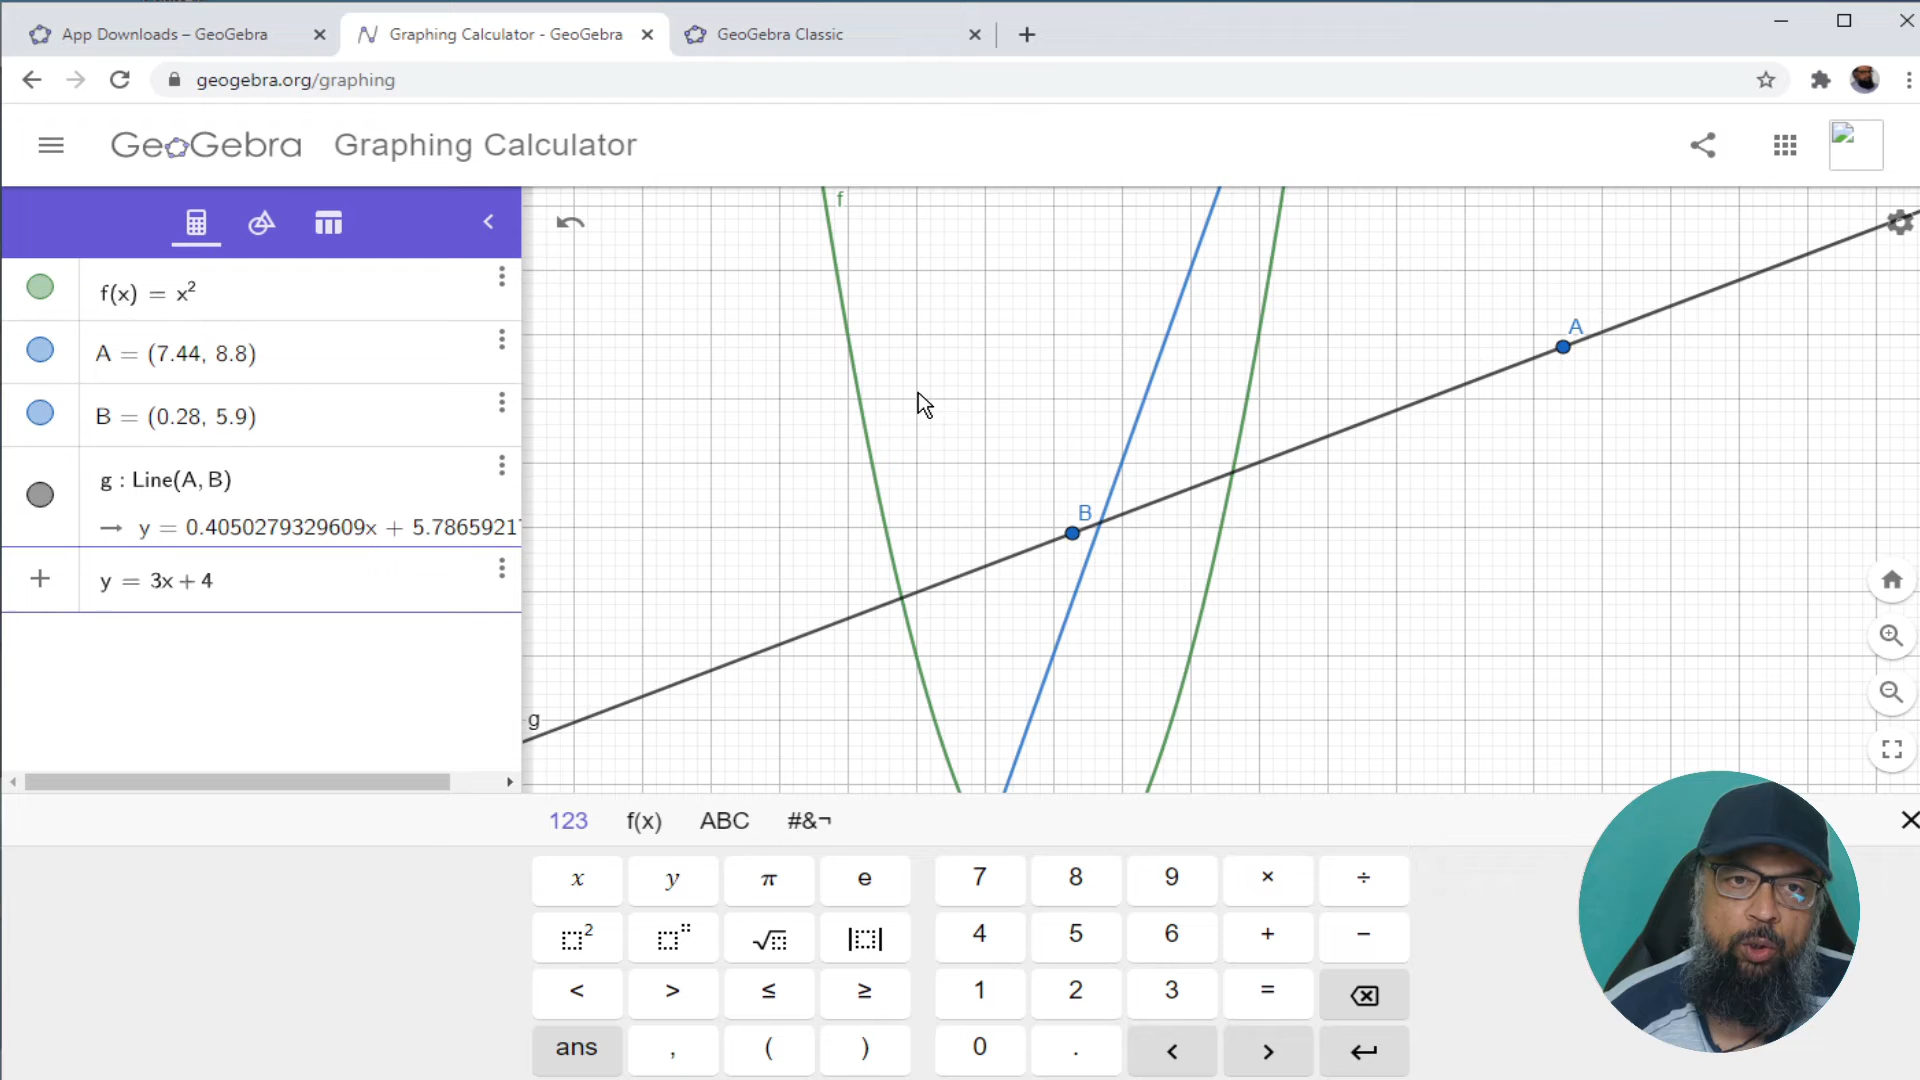 App Downloads – GeoGebra
Graphing Calculator - GeoGebra
GeoGebra Classic
geogebra.org/graphing
GeoGebra Graphing Calculator
f(x) = x²
A = (7.44, 8.8)
B = (0.28, 5.9)
g : Line(A, B)
→ y = 0.4050279329609x + 5.7865921
y = 3x + 4
f
A
B
g
123 f(x) ABC #&¬
x y π e 7 8 9 × ÷
2 √ | | 4 5 6 + −
< > ≤ ≥ 1 2 3 =
ans , ( ) 0 . < >